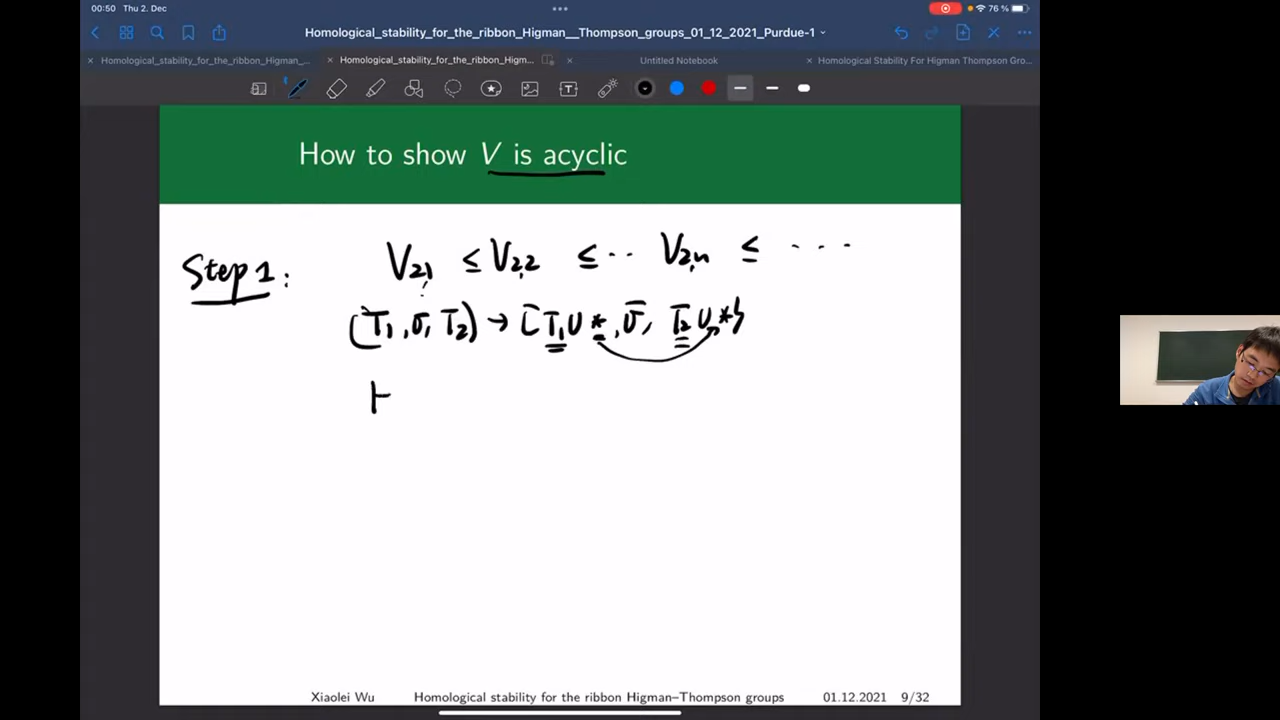 00:50 Thu 2. Dec
76 %
Homological_stability_for_the_ribbon_Higman__Thompson_groups_01_12_2021_Purdue-1
Homological_stability_for_the_ribbon_Higman_...
Homological_stability_for_the_ribbon_Higm...
Untitled Notebook
Homological Stability For Higman Thompson Gro...
How to show V is acyclic
Step 1: V2,1 ≤ V2,2 ≤ ·· V2,n ≤ ···
(T1, σ, T2) → [T1 ∪ *, σ̄, T2 ∪ *]
Xiaolei Wu Homological stability for the ribbon Higman–Thompson groups 01.12.2021 9/32